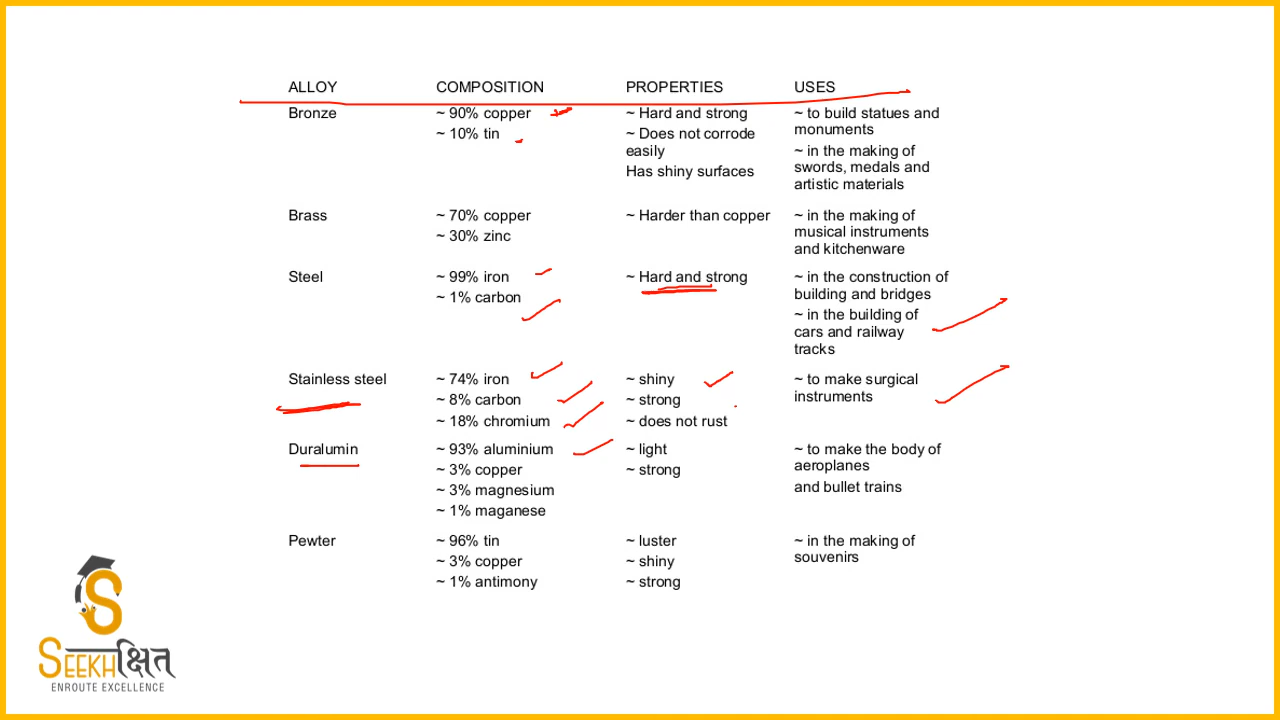 ALLOY COMPOSITION PROPERTIES USES
Bronze ~ 90% copper ~ Hard and strong ~ to build statues and
monuments
~ 10% tin ~ Does not corrode
easily
~ in the making of
swords, medals and
artistic materials
Has shiny surfaces
Brass ~ 70% copper ~ Harder than copper ~ in the making of
musical instruments
and kitchenware
~ 30% zinc
Steel ~ 99% iron ~ Hard and strong ~ in the construction of
building and bridges
~ 1% carbon
~ in the building of
cars and railway
tracks
Stainless steel ~ 74% iron ~ shiny ~ to make surgical
instruments
~ 8% carbon ~ strong
~ 18% chromium ~ does not rust
Duralumin ~ 93% aluminium ~ light ~ to make the body of
aeroplanes
~ 3% copper ~ strong
~ 3% magnesium and bullet trains
~ 1% maganese
Pewter ~ 96% tin ~ luster ~ in the making of
souvenirs
~ 3% copper ~ shiny
~ 1% antimony ~ strong
S
SEEKHक्षित
ENROUTE EXCELLENCE